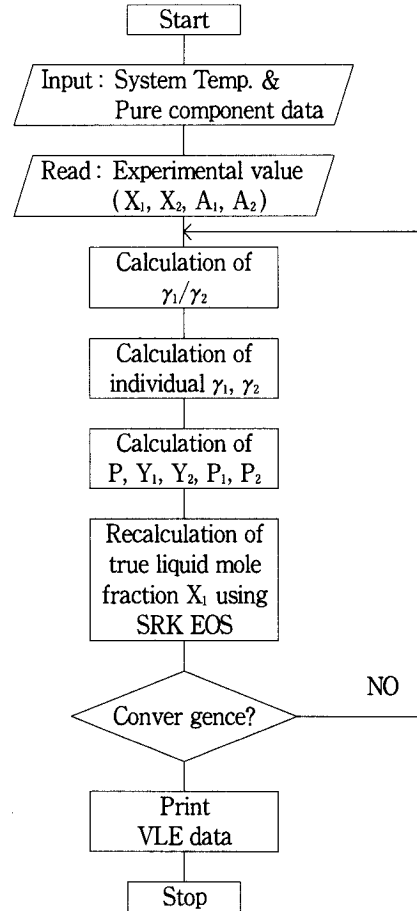 Start
Input : System Temp. &
Pure component data
Read : Experimental value
( X₁, X₂, A₁, A₂ )
Calculation of
γ₁/γ₂
Calculation of
individual γ₁, γ₂
Calculation of
P, Y₁, Y₂, P₁, P₂
Recalculation of
true liquid mole
fraction X₁ using
SRK EOS
NO
Conver gence?
Print
VLE data
Stop